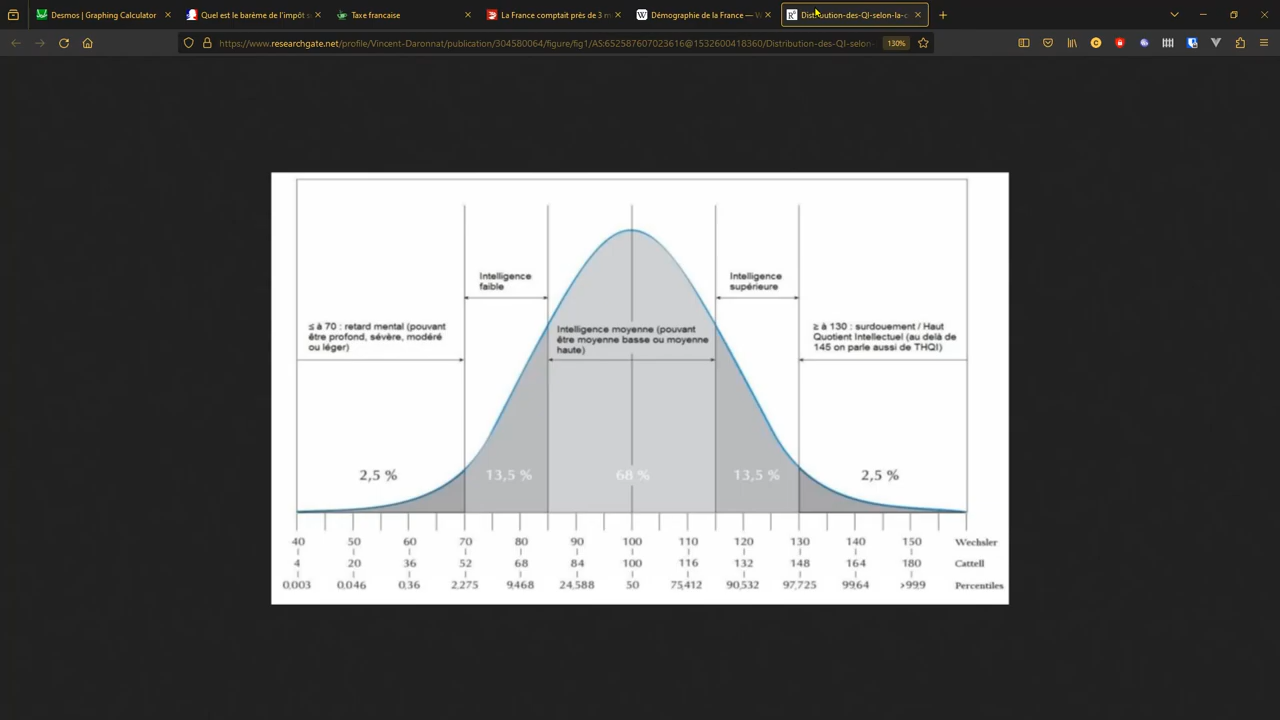 Desmos | Graphing Calculator
Quel est le barème de l'impôt s
Taxe francaise
La France comptait près de 3 m
Démographie de la France — W
Distribution-des-QI-selon-la-c
https://www.researchgate.net/profile/Vincent-Daronnat/publication/304580064/figure/fig1/AS:652587607023616@1532600418360/Distribution-des-QI-selon-
130%
Intelligence
faible
Intelligence
supérieure
≤ à 70 : retard mental (pouvant
être profond, sévère, modéré
ou léger)
Intelligence moyenne (pouvant
être moyenne basse ou moyenne
haute)
≥ à 130 : surdouement / Haut
Quotient Intellectuel (au delà de
145 on parle aussi de THQI)
2,5 % 13,5 % 68 % 13,5 % 2,5 %
40 50 60 70 80 90 100 110 120 130 140 150 Wechsler
4 20 36 52 68 84 100 116 132 148 164 180 Cattell
0,003 0,046 0,36 2,275 9,468 24,588 50 75,412 90,532 97,725 99,64 >99,9 Percentiles